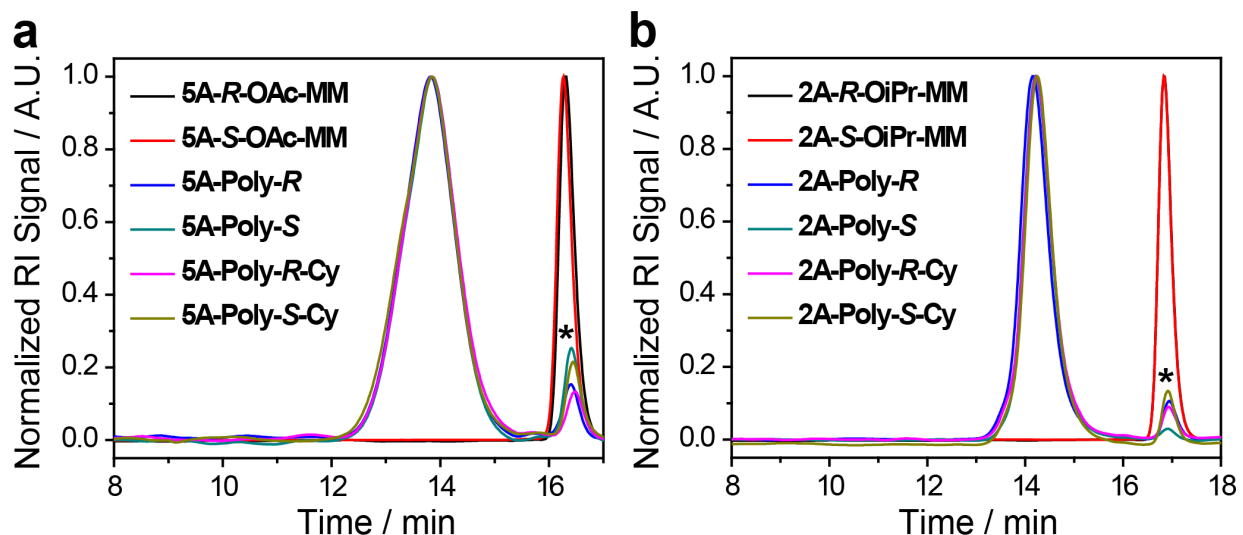 a
Normalized RI Signal / A.U.
1.0
0.8
0.6
0.4
0.2
0.0
5A-R-OAc-MM
5A-S-OAc-MM
5A-Poly-R
5A-Poly-S
5A-Poly-R-Cy
5A-Poly-S-Cy
*
8 10 12 14 16
Time / min
b
Normalized RI Signal / A.U.
1.0
0.8
0.6
0.4
0.2
0.0
2A-R-OiPr-MM
2A-S-OiPr-MM
2A-Poly-R
2A-Poly-S
2A-Poly-R-Cy
2A-Poly-S-Cy
*
8 10 12 14 16 18
Time / min